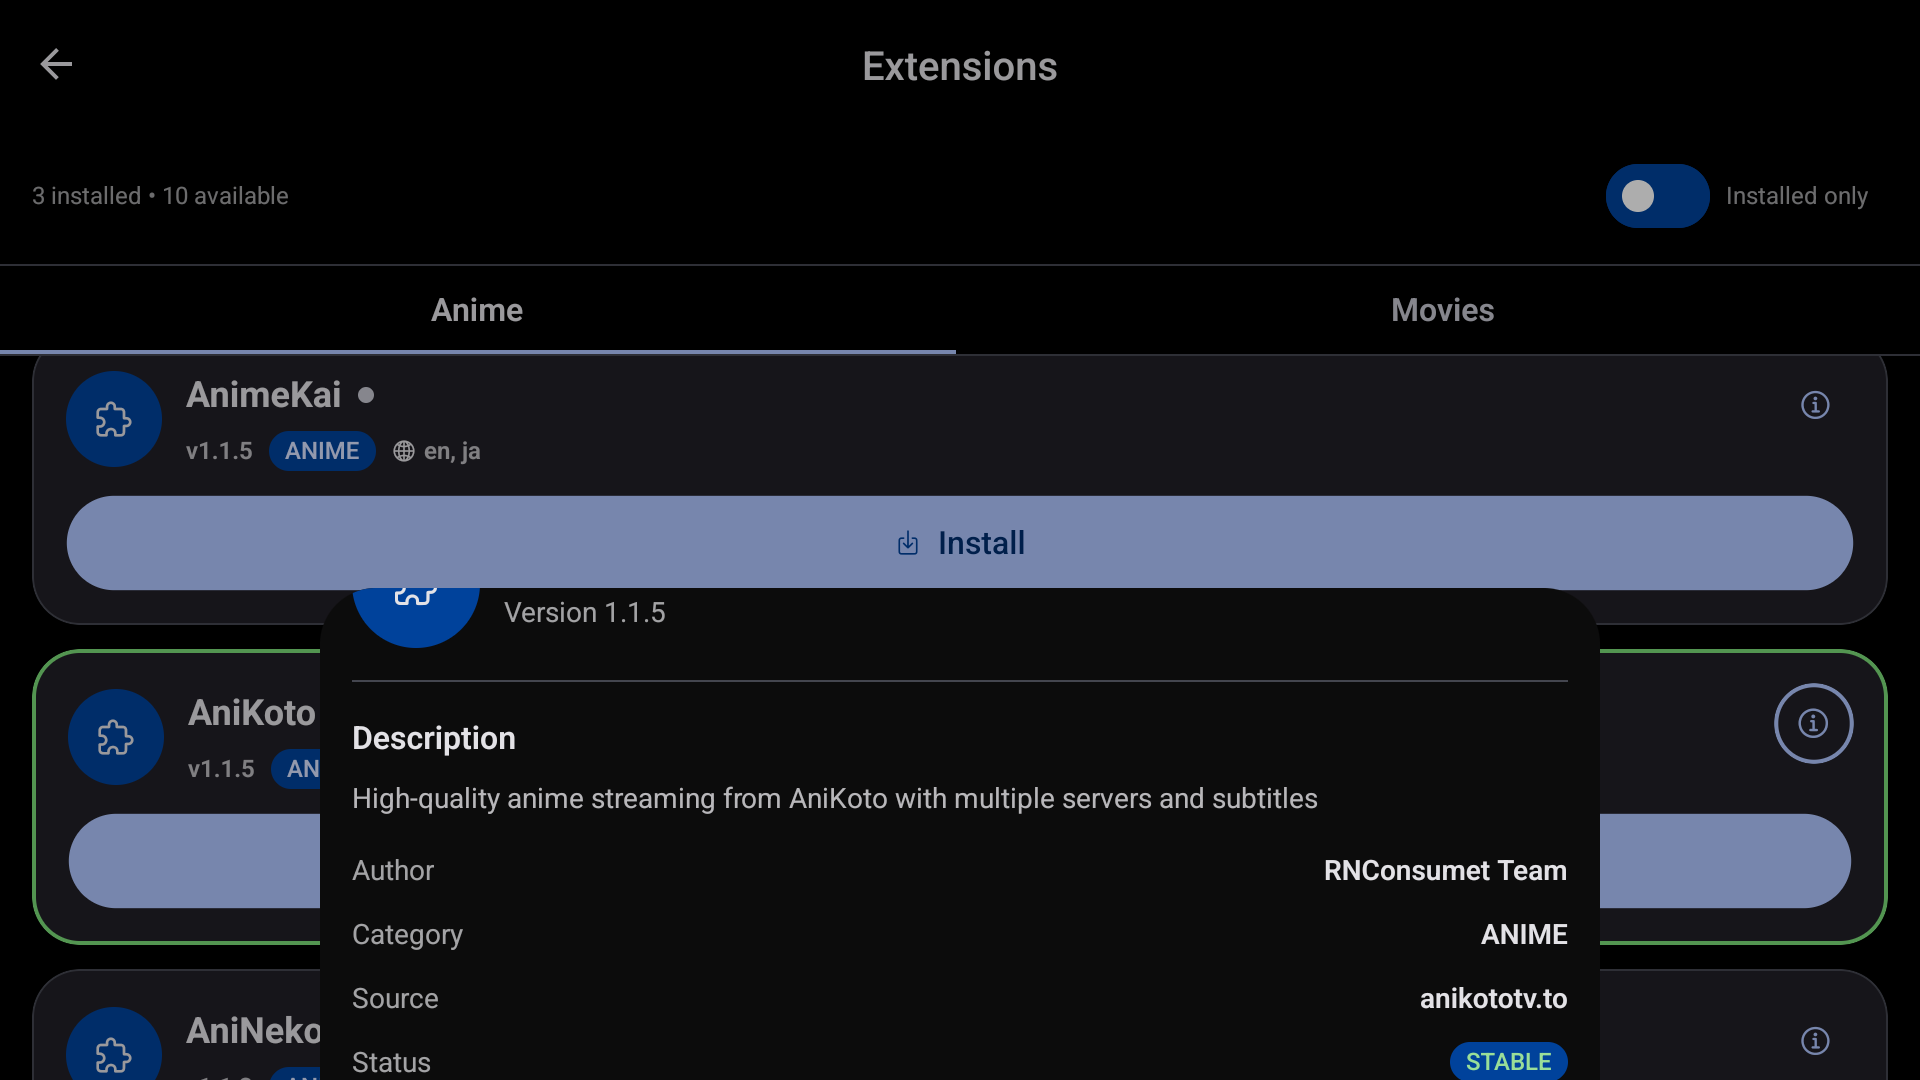 Extensions
3 installed • 10 available
Installed only
Anime
Movies
AnimeKai
v1.1.5
ANIME
en, ja
Install
Version 1.1.5
AniKoto
v1.1.5
AN
Description
High-quality anime streaming from AniKoto with multiple servers and subtitles
Author
RNConsumet Team
Category
ANIME
Source
anikototv.to
AniNeko
Status
STABLE